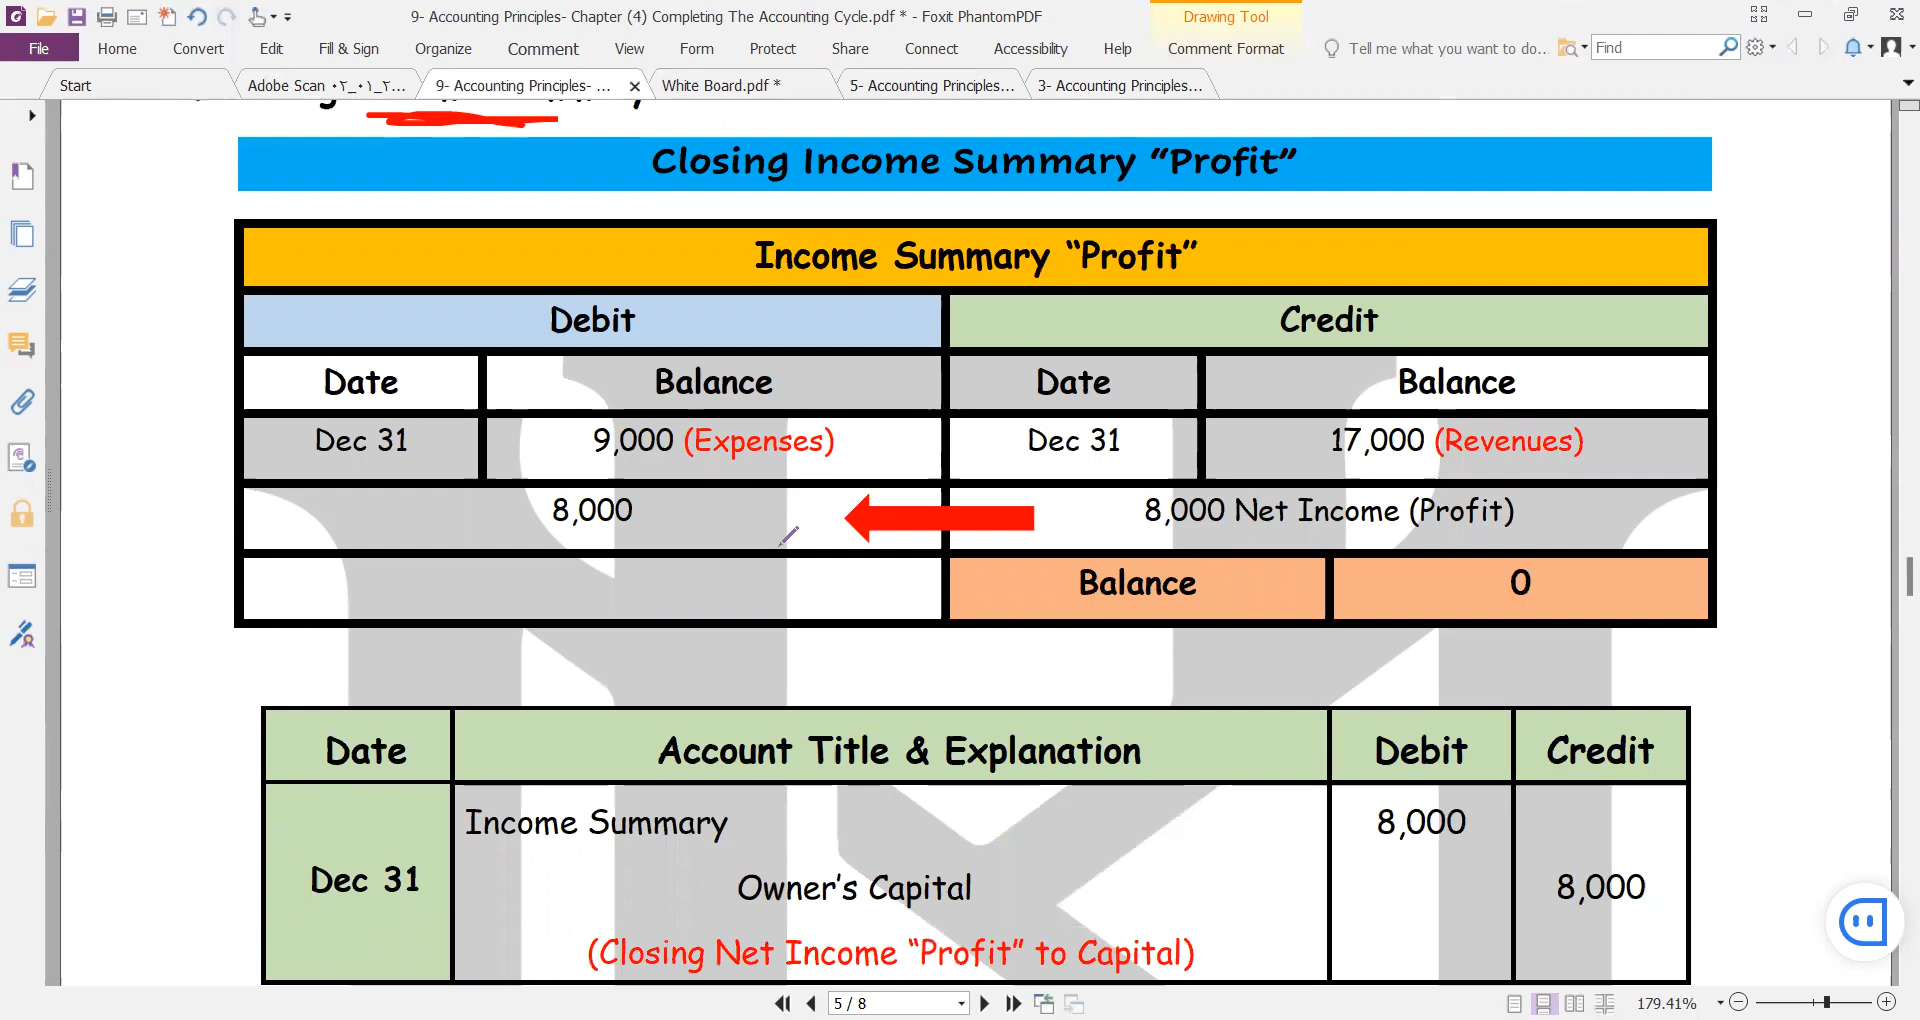 9- Accounting Principles- Chapter (4) Completing The Accounting Cycle.pdf * - Foxit PhantomPDF
Drawing Tool
File Home Convert Edit Fill & Sign Organize Comment View Form Protect Share Connect Accessibility Help Comment Format Tell me what you want to do... Find
Start
Adobe Scan ٠٢_٠١_٢...
9- Accounting Principles- ...
White Board.pdf *
5- Accounting Principles...
3- Accounting Principles...
Closing Income Summary “Profit”
Income Summary “Profit”
Debit Credit
Date Balance Date Balance
Dec 31 9,000 (Expenses) Dec 31 17,000 (Revenues)
8,000 8,000 Net Income (Profit)
Balance 0
Date Account Title & Explanation Debit Credit
Income Summary 8,000
Dec 31
Owner’s Capital 8,000
(Closing Net Income “Profit” to Capital)
5 / 8
179.41%